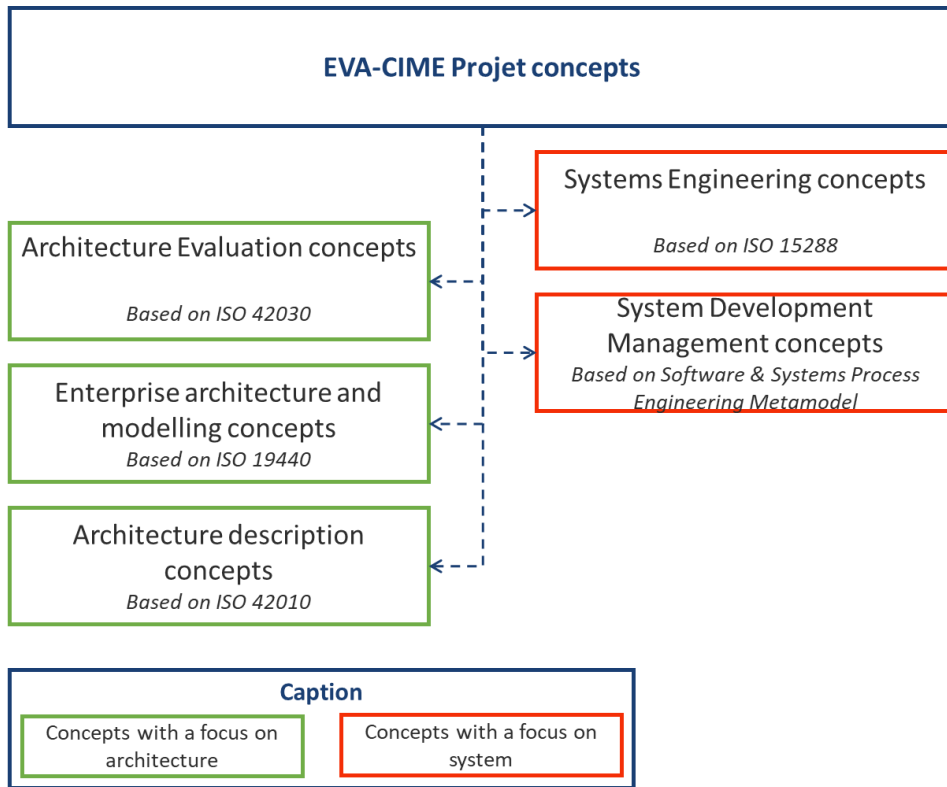 EVA-CIME Projet concepts
Systems Engineering concepts
Based on ISO 15288
Architecture Evaluation concepts
Based on ISO 42030
System Development
Management concepts
Based on Software & Systems Process
Engineering Metamodel
Enterprise architecture and
modelling concepts
Based on ISO 19440
Architecture description
concepts
Based on ISO 42010
Caption
Concepts with a focus on
architecture
Concepts with a focus on
system